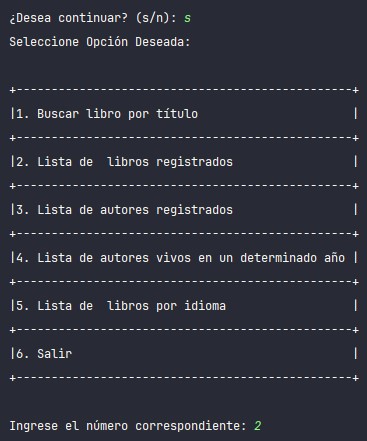 ¿Desea continuar? (s/n): s
Seleccione Opción Deseada:
+-----------------------------------------------+
|1. Buscar libro por título                     |
+-----------------------------------------------+
|2. Lista de  libros registrados                |
+-----------------------------------------------+
|3. Lista de autores registrados                |
+-----------------------------------------------+
|4. Lista de autores vivos en un determinado año |
+-----------------------------------------------+
|5. Lista de  libros por idioma                 |
+-----------------------------------------------+
|6. Salir                                       |
+-----------------------------------------------+
Ingrese el número correspondiente: 2